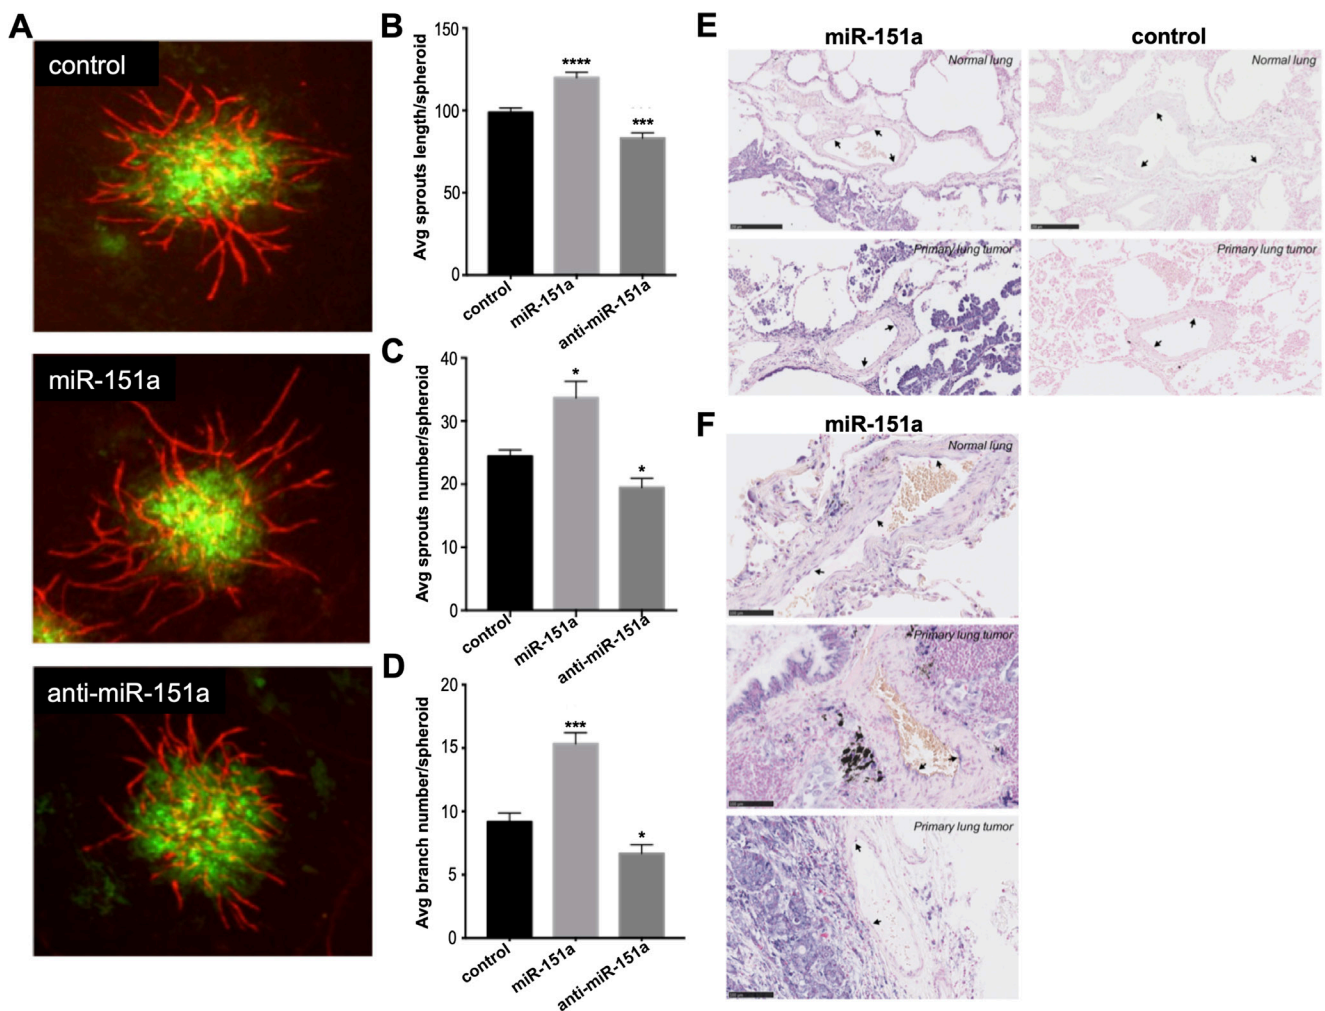 A
control
miR-151a
anti-miR-151a
B
Avg sprouts length/spheroid
150
100
50
0
****
***
control
miR-151a
anti-miR-151a
C
Avg sprouts number/spheroid
40
30
20
10
0
*
*
control
miR-151a
anti-miR-151a
D
Avg branch number/spheroid
20
15
10
5
0
***
*
control
miR-151a
anti-miR-151a
E
miR-151a
control
Normal lung
Normal lung
Primary lung tumor
Primary lung tumor
F
miR-151a
Normal lung
Primary lung tumor
Primary lung tumor